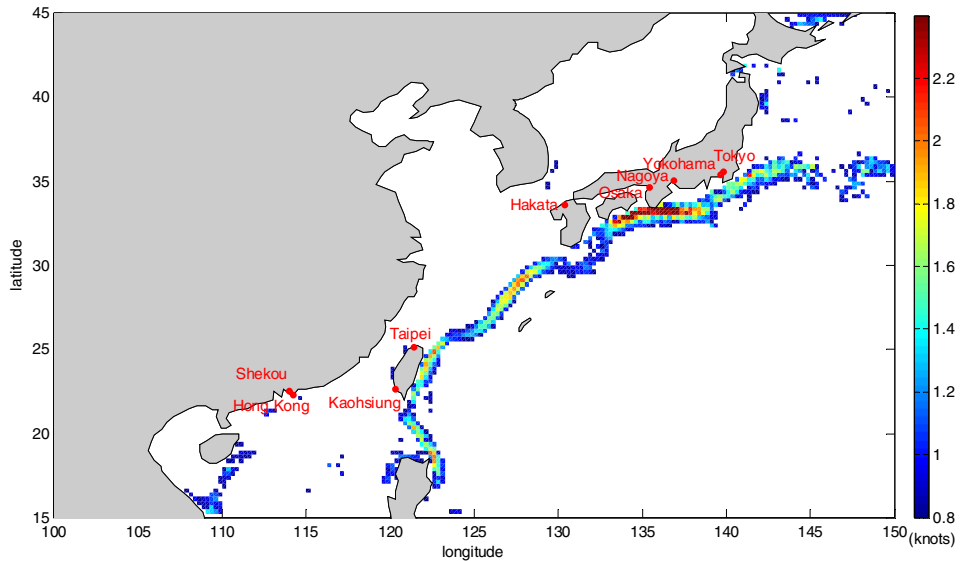 45
40
35
30
25
20
15
latitude
100
105
110
115
120
125
130
135
140
145
150
longitude
Tokyo
Yokohama
Nagoya
Osaka
Hakata
Taipei
Shekou
Hong Kong
Kaohsiung
2.2
2
1.8
1.6
1.4
1.2
1
0.8
(knots)